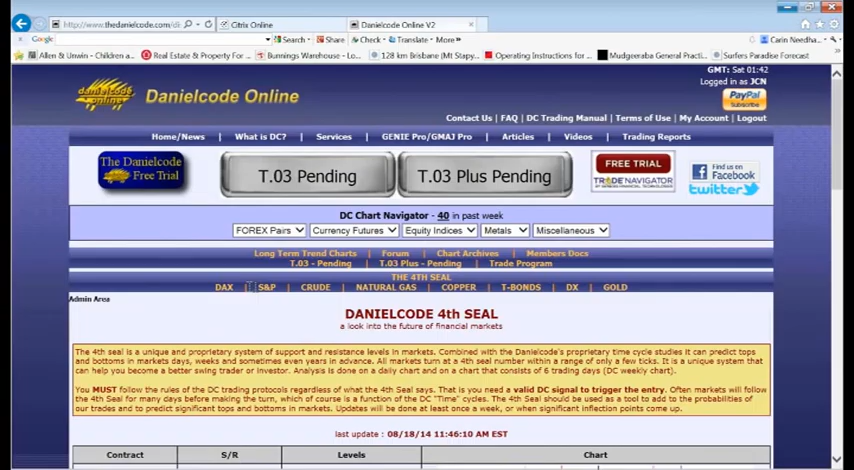 http://www.thedanielcode.com/di
Citrix Online
Danielcode Online V2
Google
Search
Share
Check
Translate
More »
Carin Needha...
Allen & Unwin - Children a...
Real Estate & Property For ...
Bunnings Warehouse - Lo...
128 km Brisbane (Mt Stapy...
Operating Instructions for ...
Mudgeeraba General Practi...
Surfers Paradise Forecast
GMT: Sat 01:42
Logged in as JCN
PayPal
Subscribe
danielcode
online
Danielcode Online
Contact Us | FAQ | DC Trading Manual | Terms of Use | My Account | Logout
Home/News | What is DC? | Services | GENIE Pro/GMAJ Pro | Articles | Videos | Trading Reports
The Danielcode
Free Trial
T.03 Pending
T.03 Plus Pending
FREE TRIAL
TRADE NAVIGATOR
Find us on
Facebook
twitter
DC Chart Navigator - 40 in past week
FOREX Pairs
Currency Futures
Equity Indices
Metals
Miscellaneous
Long Term Trend Charts | Forum | Chart Archives | Members Docs
T.03 - Pending | T.03 Plus - Pending | Trade Program
THE 4TH SEAL
DAX | S&P | CRUDE | NATURAL GAS | COPPER | T-BONDS | DX | GOLD
Admin Area
DANIELCODE 4th SEAL
a look into the future of financial markets
The 4th seal is a unique and proprietary system of support and resistance levels in markets. Combined with the Danielcode's proprietary time cycle studies it can predict tops
and bottoms in markets days, weeks and sometimes even years in advance. All markets turn at a 4th seal number within a range of only a few ticks. It is a unique system that
can help you become a better swing trader or investor. Analysis is done on a daily chart and on a chart that consists of 6 trading days (DC weekly chart).
You MUST follow the rules of the DC trading protocols regardless of what the 4th Seal says. That is you need a valid DC signal to trigger the entry. Often markets will follow
the 4th Seal for many days before making the turn, which of course is a function of the DC "Time" cycles. The 4th Seal should be used as a tool to add to the probabilities of
our trades and to predict significant tops and bottoms in markets. Updates will be done at least once a week, or when significant inflection points come up.
last update : 08/18/14 11:46:10 AM EST
Contract
S/R
Levels
Chart